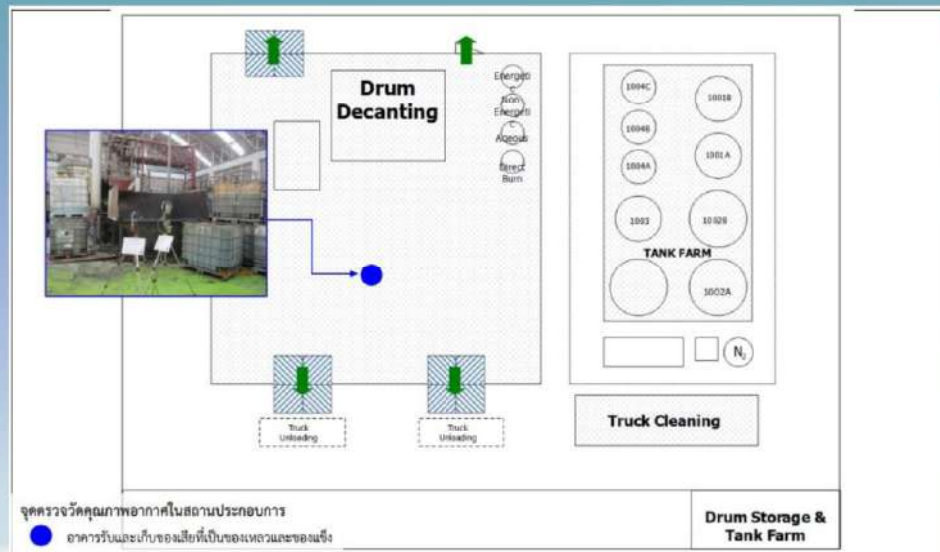 Drum
Decanting
Energeti
c
Non
Energeti
c
Aqeous
Direct
Burn
1004C
1001B
1004B
1004A
1001A
1003
1002B
TANK FARM
1002A
N2
Truck
Unloading
Truck
Unloading
Truck Cleaning
จุดตรวจวัดคุณภาพอากาศในสถานประกอบการ
อาคารรับและเก็บของเสียที่เป็นของเหลวและของแข็ง
Drum Storage &
Tank Farm